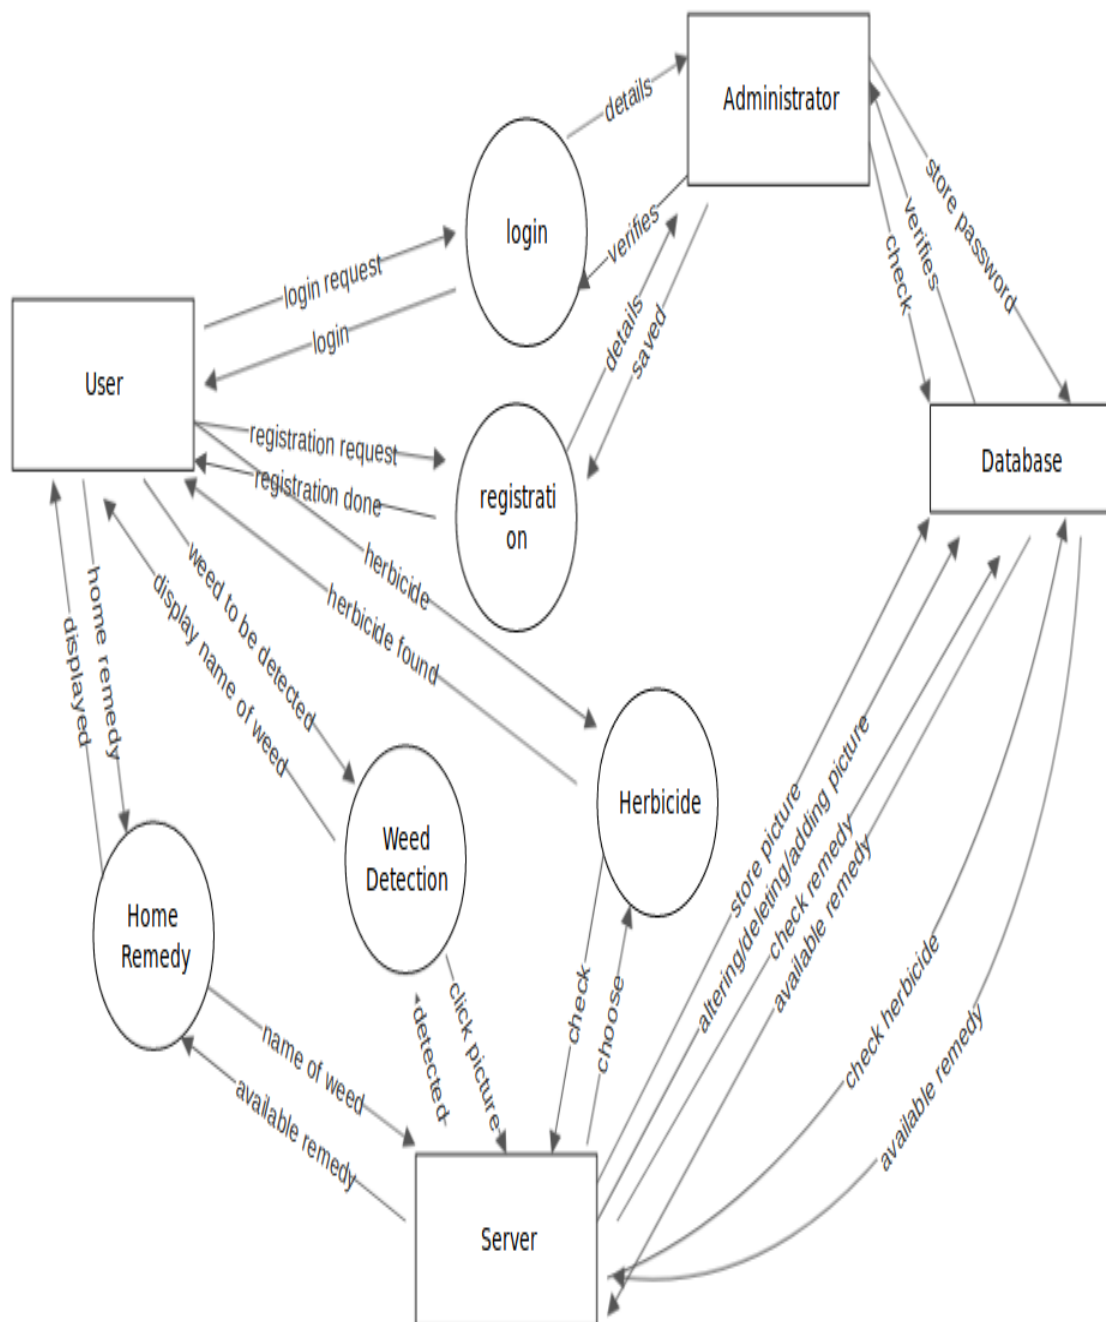 Administrator
details
login
verifies
store password
verifies
check
login request
login
details
saved
User
registration request
registration done
registrati
on
Database
herbicide
herbicide found
weed to be detected
display name of weed
home remedy
displayed
Herbicide
Weed
Detection
Home
Remedy
store picture
altering/deleting/adding picture
check remedy
available remedy
check herbicide
available remedy
check
choose
click picture
detected
name of weed
available remedy
Server